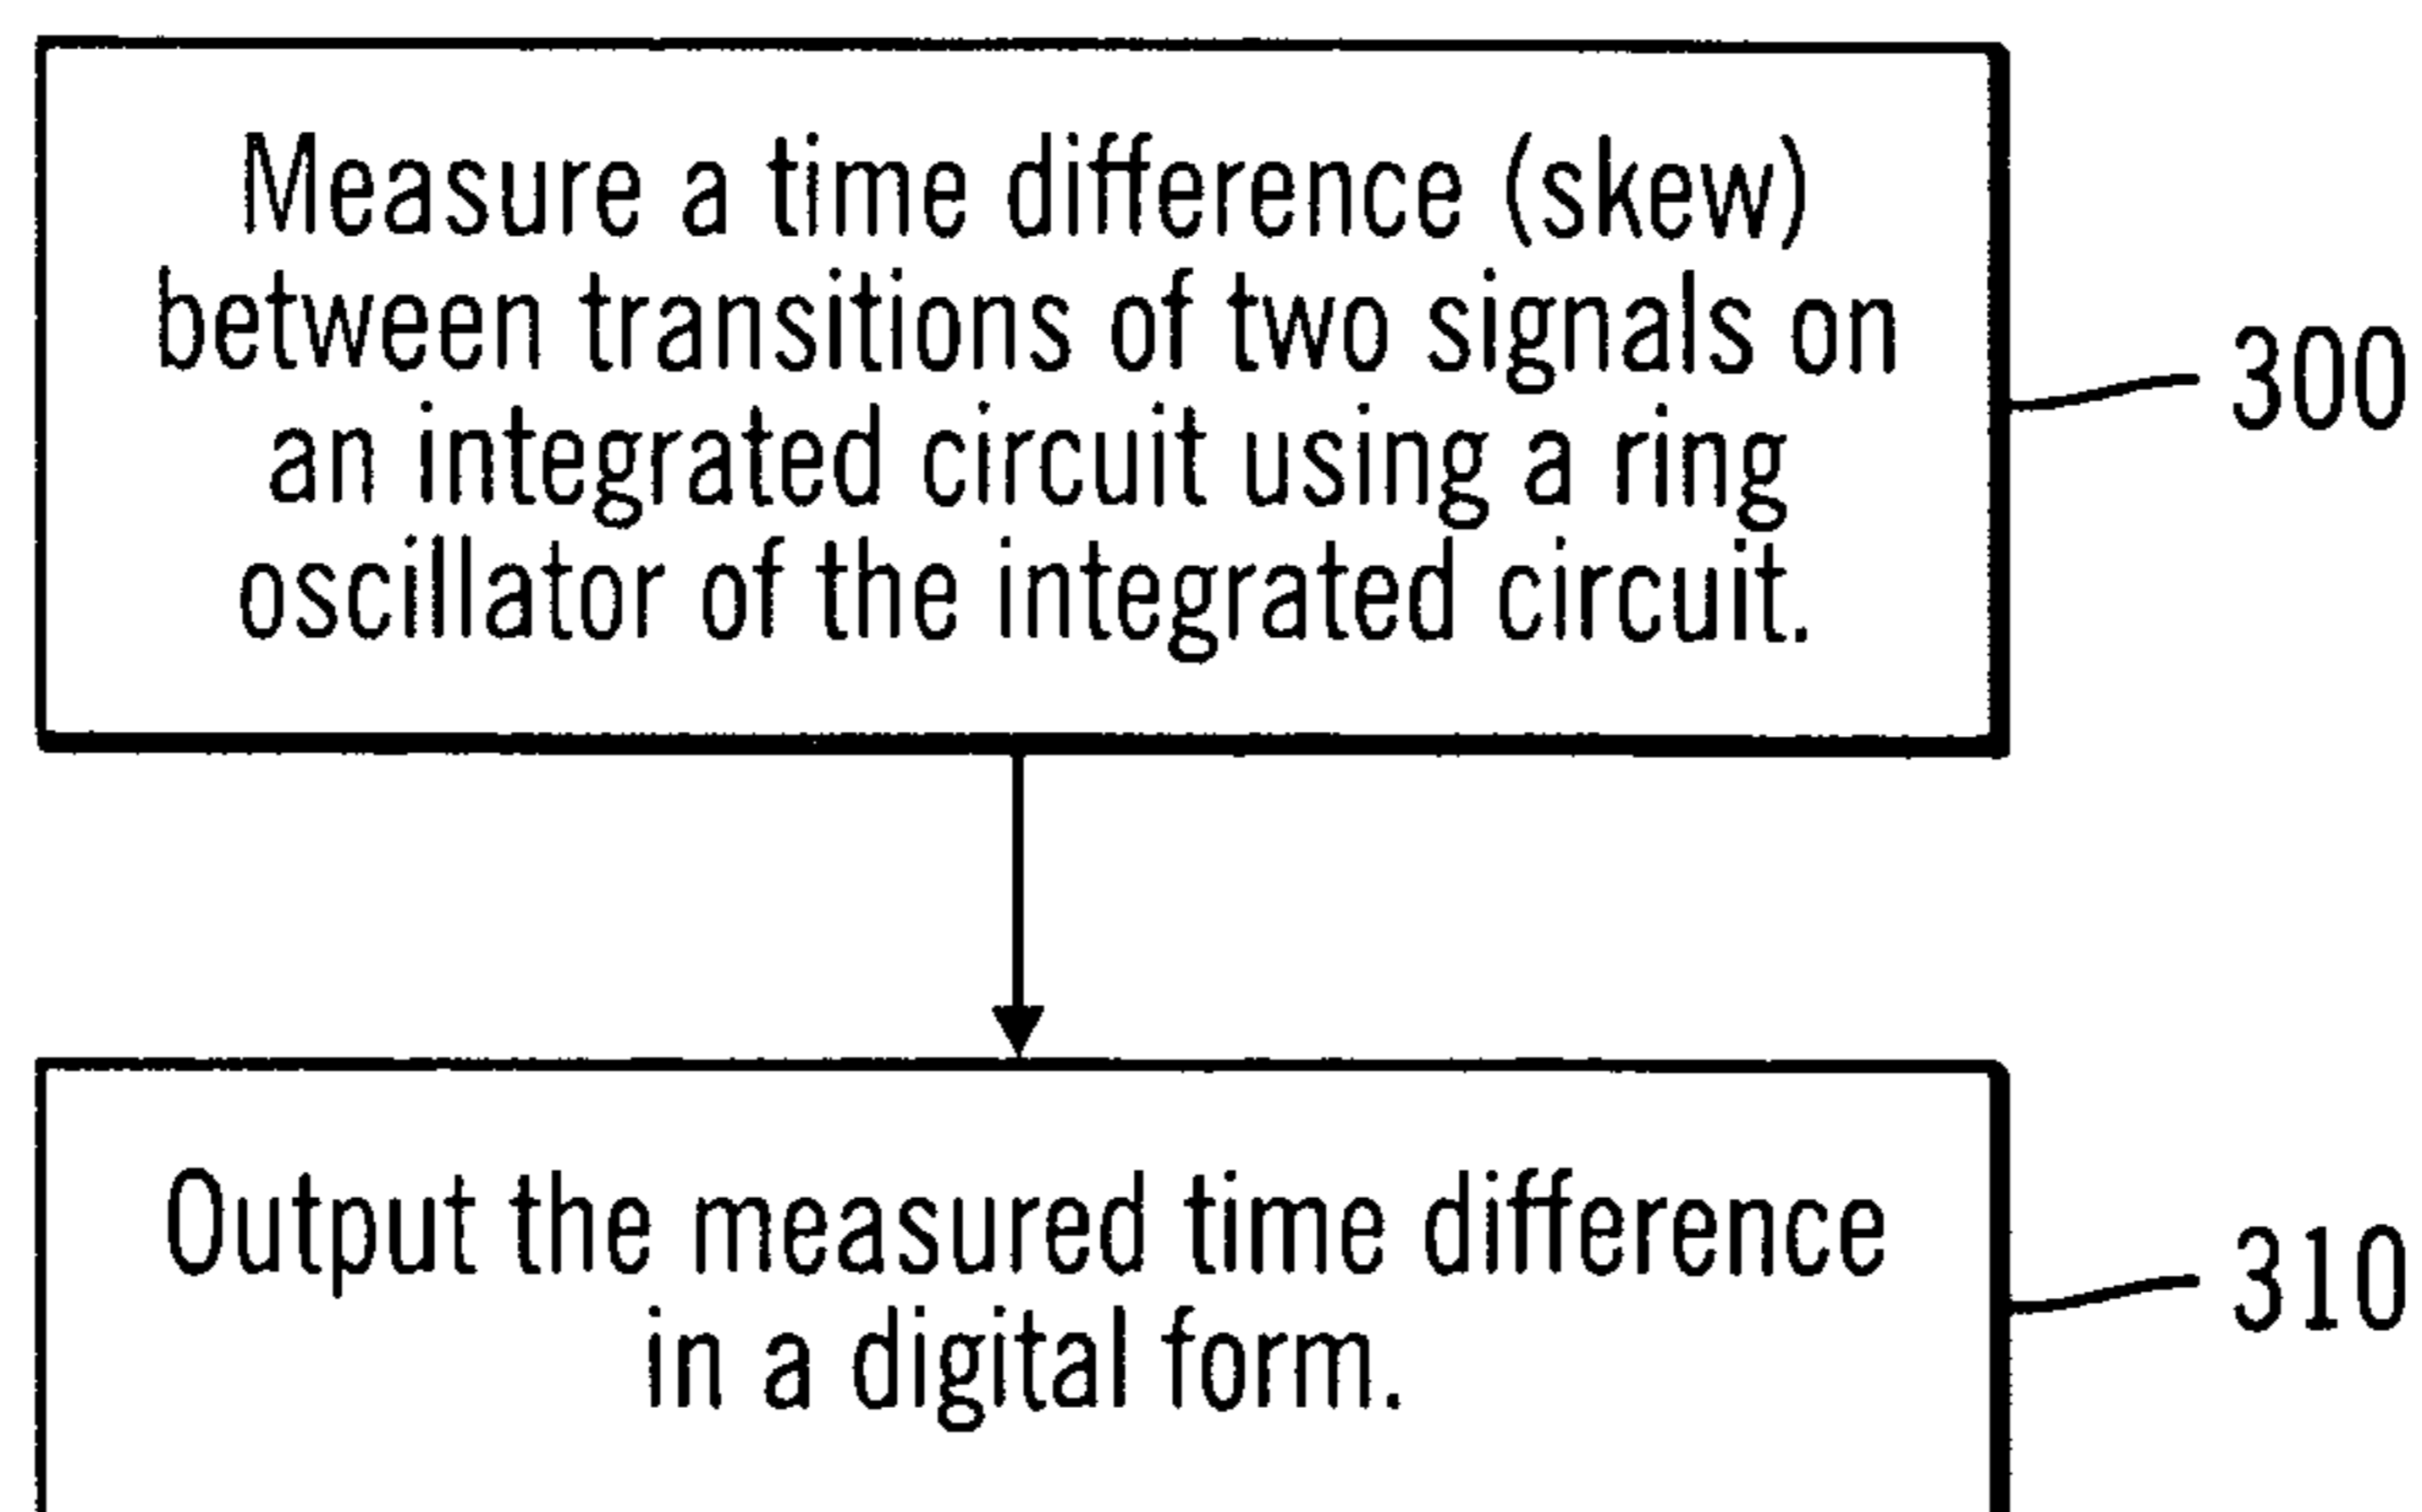 Measure a time difference (skew)
between transitions of two signals on
an integrated circuit using a ring
oscillator of the integrated circuit.
300
Output the measured time difference
in a digital form.
310